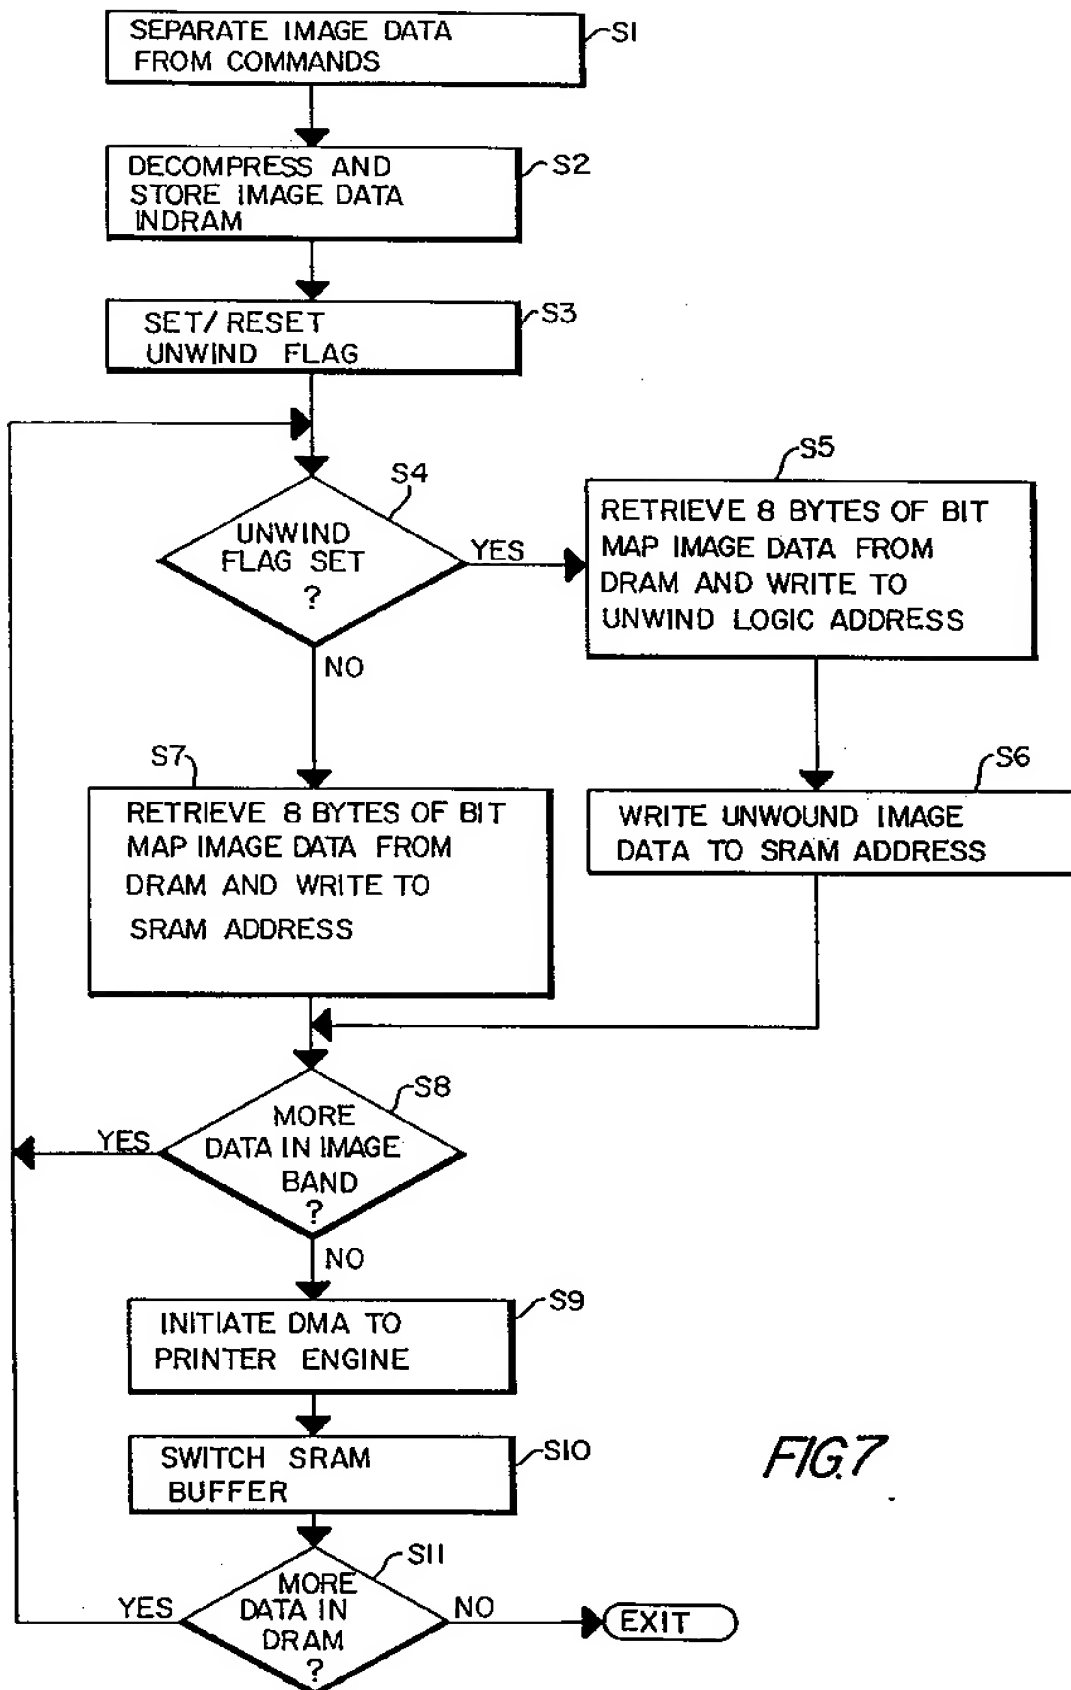 SEPARATE IMAGE DATA
FROM COMMANDS
S1
DECOMPRESS AND
STORE IMAGE DATA
INDRAM
S2
SET/RESET
UNWIND FLAG
S3
UNWIND
FLAG SET
?
S4
YES
NO
RETRIEVE 8 BYTES OF BIT
MAP IMAGE DATA FROM
DRAM AND WRITE TO
UNWIND LOGIC ADDRESS
S5
WRITE UNWOUND IMAGE
DATA TO SRAM ADDRESS
S6
RETRIEVE 8 BYTES OF BIT
MAP IMAGE DATA FROM
DRAM AND WRITE TO
SRAM ADDRESS
S7
MORE
DATA IN IMAGE
BAND
?
S8
YES
NO
INITIATE DMA TO
PRINTER ENGINE
S9
SWITCH SRAM
BUFFER
S10
MORE
DATA IN
DRAM
?
S11
YES
NO
EXIT
FIG.7